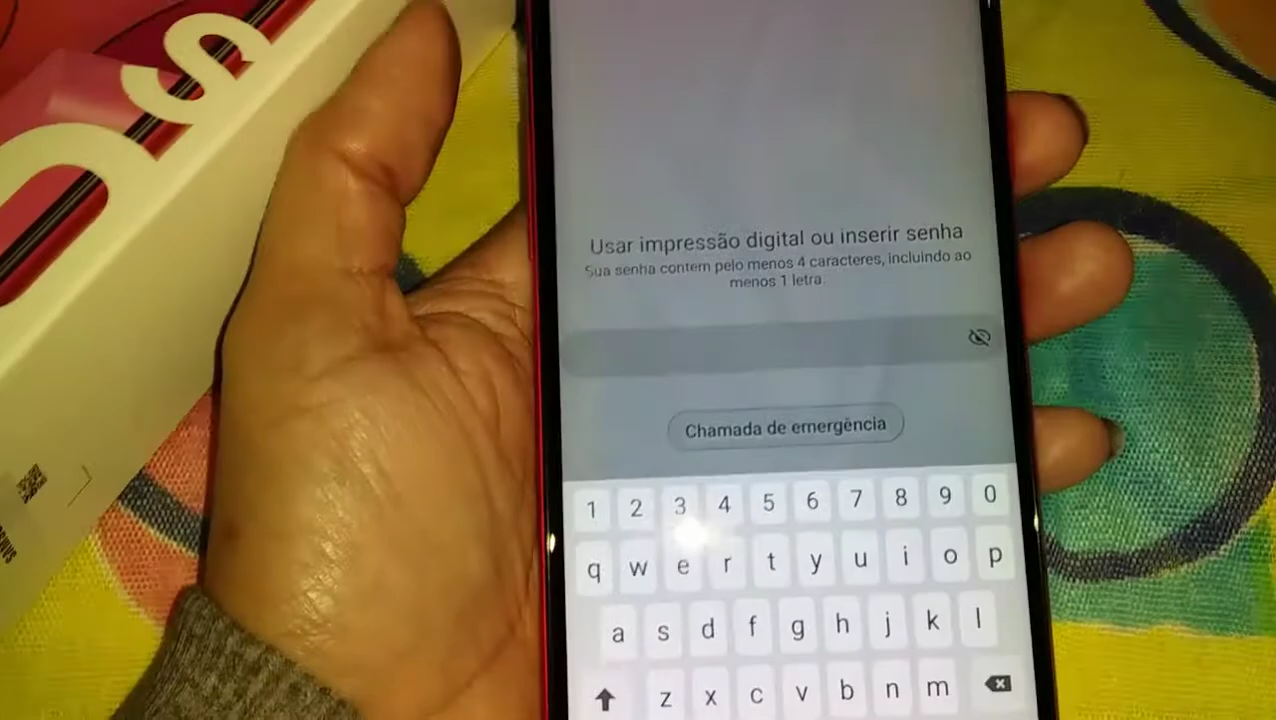 0s
Usar impressão digital ou inserir senha
Sua senha contem pelo menos 4 caracteres, incluindo ao
menos 1 letra.
Chamada de emergência
1 2 3 4 5 6 7 8 9 0
q w e r t y u i o p
a s d f g h j k l
z x c v b n m